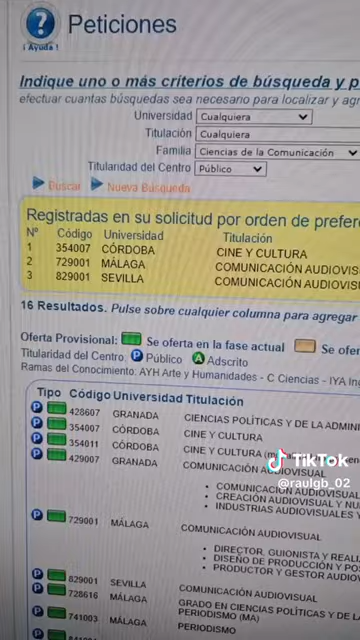 ?
¡ Ayuda !
Peticiones
Indique uno o más criterios de búsqueda y p
efectuar cuantas búsquedas sea necesario para localizar y agr
Universidad Cualquiera
Titulación Cualquiera
Familia Ciencias de la Comunicación
Titularidad del Centro Público
Buscar Nueva Búsqueda
Registradas en su solicitud por orden de prefer
Nº Código Universidad Titulación
1 354007 CÓRDOBA CINE Y CULTURA
2 729001 MÁLAGA COMUNICACIÓN AUDIOVIS
3 829001 SEVILLA COMUNICACIÓN AUDIOVIS
16 Resultados. Pulse sobre cualquier columna para agregar
Oferta Provisional: Se oferta en la fase actual Se ofer
Titularidad del Centro P Público A Adscrito
Ramas del Conocimiento: AYH Arte y Humanidades - C Ciencias - IYA Ing
Tipo Código Universidad Titulación
P 428607 GRANADA CIENCIAS POLÍTICAS Y DE LA ADMINI
P 354007 CÓRDOBA CINE Y CULTURA
P 354011 CÓRDOBA CINE Y CULTURA
P 429007 GRANADA COMUNICACIÓN AUDIOVISUAL
• COMUNICACIÓN AUDIOVISUAL
• CREACIÓN AUDIOVISUAL Y NU
• INDUSTRIAS AUDIOVISUALES Y
P 729001 MÁLAGA COMUNICACIÓN AUDIOVISUAL
• DIRECTOR, GUIONISTA Y REALI
• DISEÑO DE PRODUCCIÓN Y POS
• PRODUCTOR Y GESTOR AUDIO
P 829001 SEVILLA COMUNICACIÓN AUDIOVISUAL
P 728616 MÁLAGA GRADO EN CIENCIAS POLÍTICAS Y DE LA
PERIODISMO (MA)
P 741003 MÁLAGA PERIODISMO
TikTok
@raulgb_02